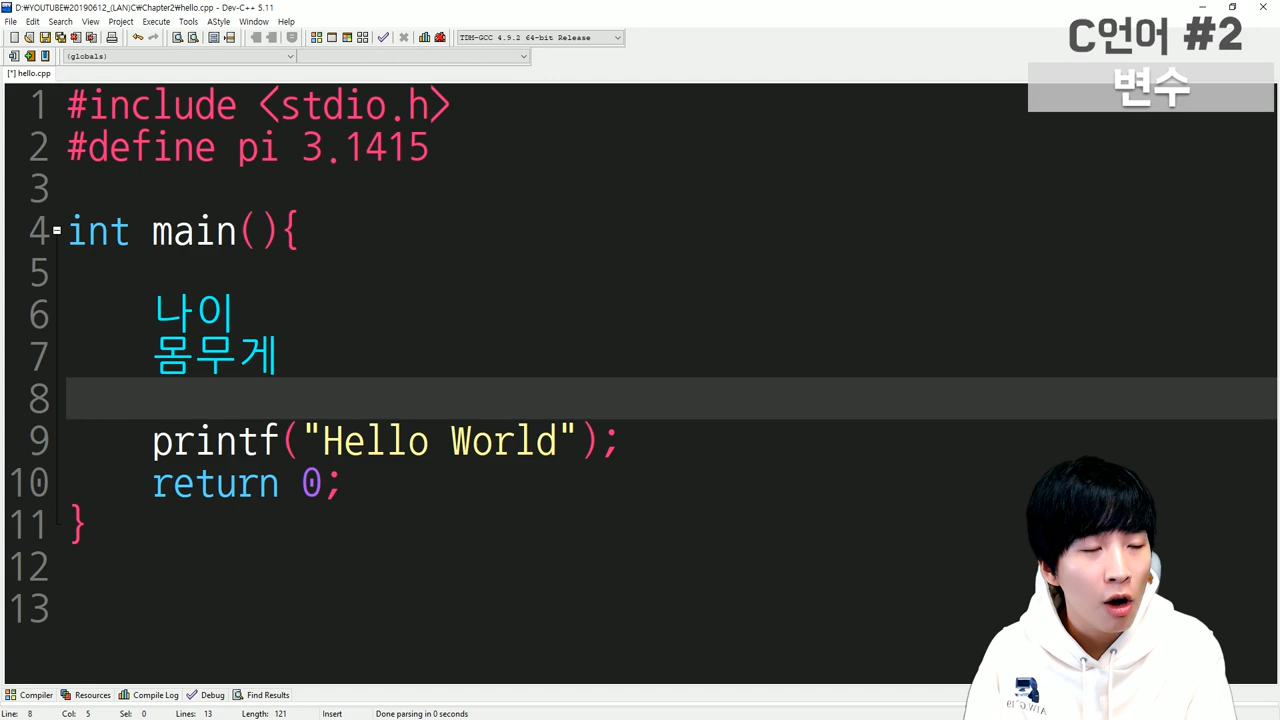 D:₩YOUTUBE₩20190612_(LAN)C₩Chapter2₩hello.cpp - Dev-C++ 5.11
File Edit Search View Project Execute Tools AStyle Window Help
TDM-GCC 4.9.2 64-bit Release
(globals)
[*] hello.cpp
C언어 #2
변수
1 #include <stdio.h>
2 #define pi 3.1415
3
4 int main(){
5
6 나이
7 몸무게
8
9 printf("Hello World");
10 return 0;
11 }
12
13
Compiler Resources Compile Log Debug Find Results
Line: 8 Col: 5 Sel: 0 Lines: 13 Length: 121 Insert Done parsing in 0 seconds